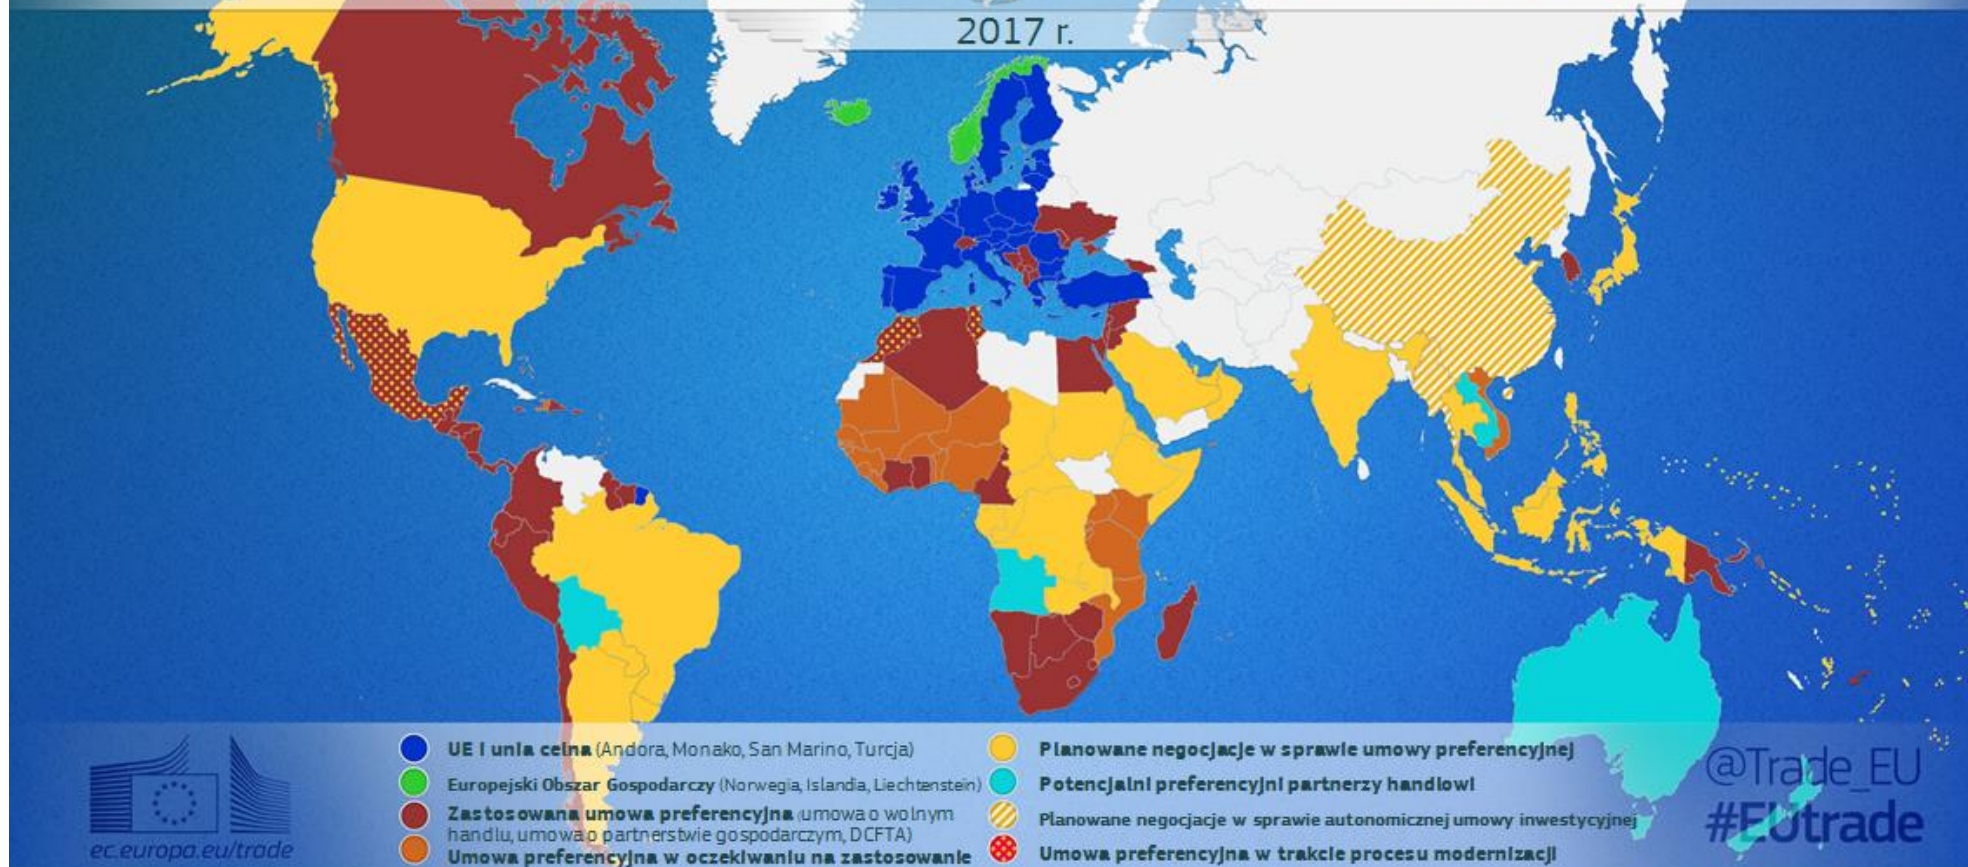 2017 r.
UE i unia celna (Andora, Monako, San Marino, Turcja)
Europejski Obszar Gospodarczy (Norwegia, Islandia, Liechtenstein)
Zastosowana umowa preferencyjna (umowa o wolnym
handlu, umowa o partnerstwie gospodarczym, DCFTA)
Umowa preferencyjna w oczekiwaniu na zastosowanie
Planowane negocjacje w sprawie umowy preferencyjnej
Potencjalni preferencyjni partnerzy handlowi
Planowane negocjacje w sprawie autonomicznej umowy inwestycyjnej
Umowa preferencyjna w trakcie procesu modernizacji
ec.europa.eu/trade
@Trade_EU
#EUtrade